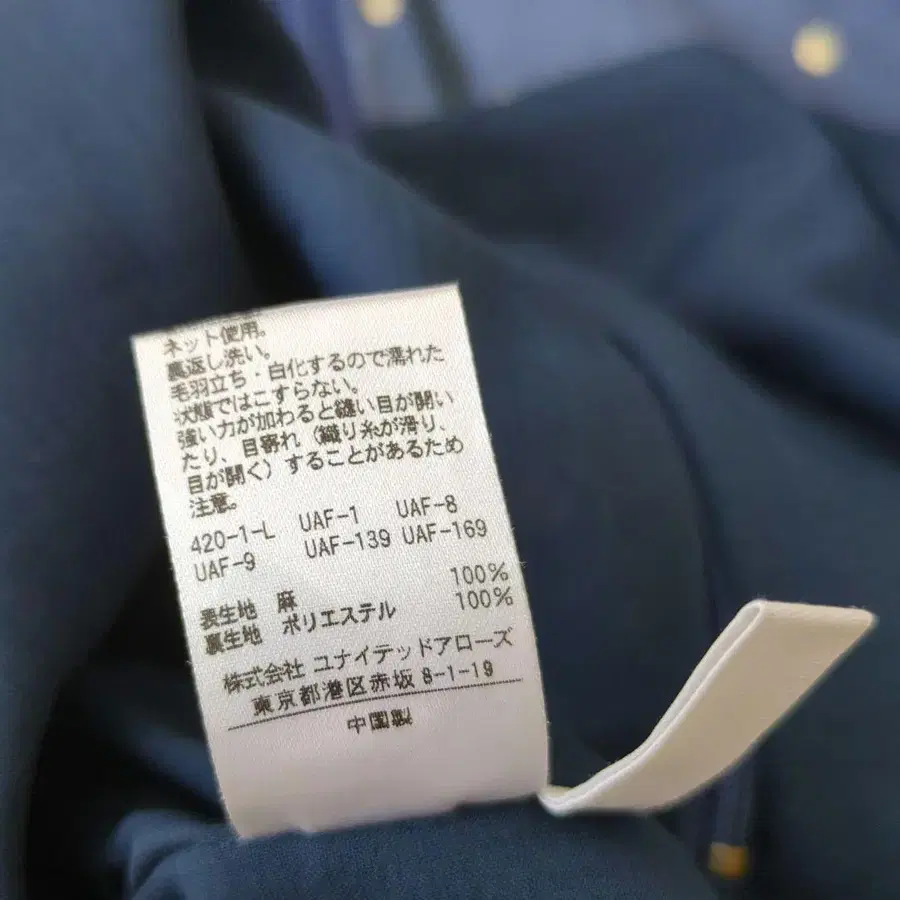 ネット使用。
裏返し洗い。
毛羽立ち・白化するので濡れた
状態ではこすらない。
強い力が加わると縫い目が開い
たり、目寄れ（織り糸が滑り、
目が開く）することがあるため
注意。
420-1-L UAF-1 UAF-8
UAF-9 UAF-139 UAF-169
表生地 麻 100%
裏生地 ポリエステル 100%
株式会社 ユナイテッドアローズ
東京都港区赤坂 8-1-19
中国製